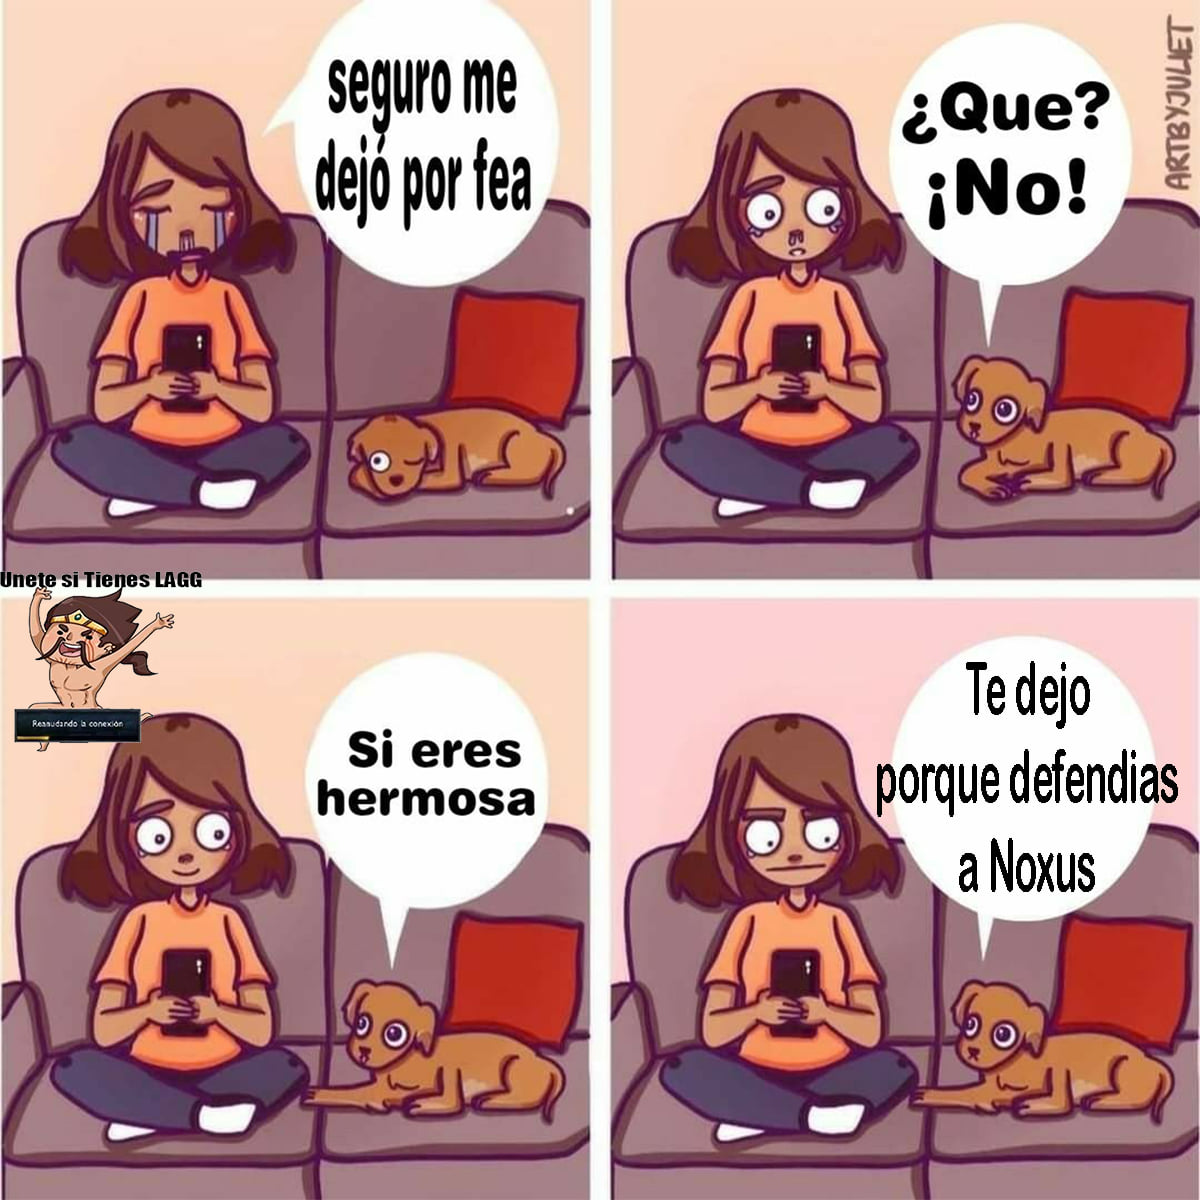 seguro me
dejó por fea
¿Que?
¡No!
ARTBYJULIET
Unete si Tienes LAGG
Reanudando la conexión
Si eres
hermosa
Te dejo
porque defendias
a Noxus